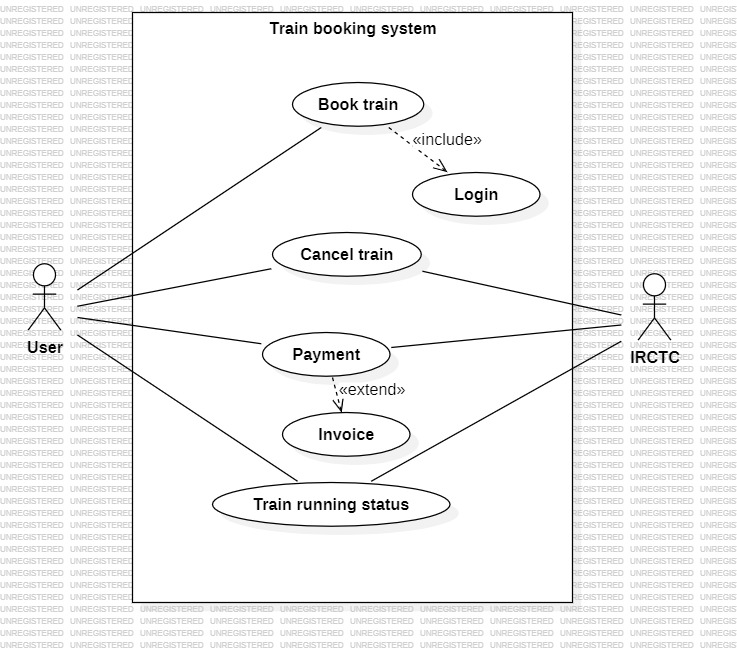 Train booking system
Book train
«include»
Login
Cancel train
User
IRCTC
Payment
«extend»
Invoice
Train running status
UNREGISTERED